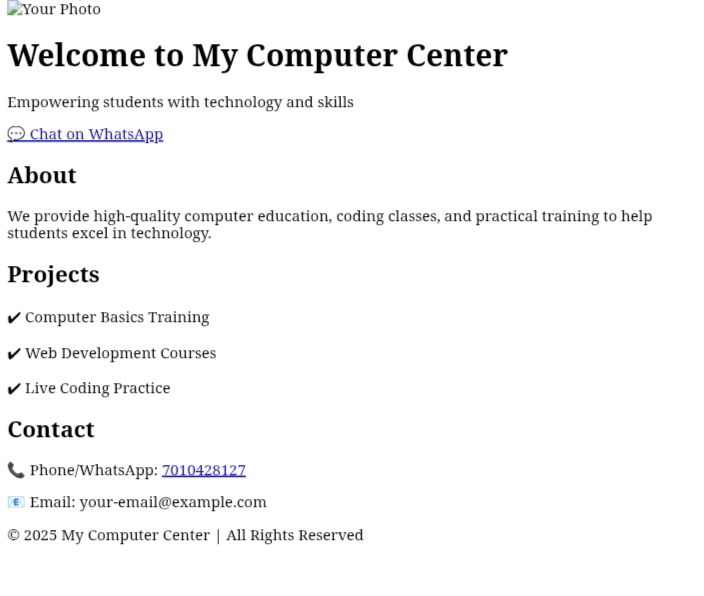 Your Photo
Welcome to My Computer Center
Empowering students with technology and skills
💬 Chat on WhatsApp
About
We provide high-quality computer education, coding classes, and practical training to help
students excel in technology.
Projects
✔ Computer Basics Training
✔ Web Development Courses
✔ Live Coding Practice
Contact
📞 Phone/WhatsApp: 7010428127
📧 Email: your-email@example.com
© 2025 My Computer Center | All Rights Reserved